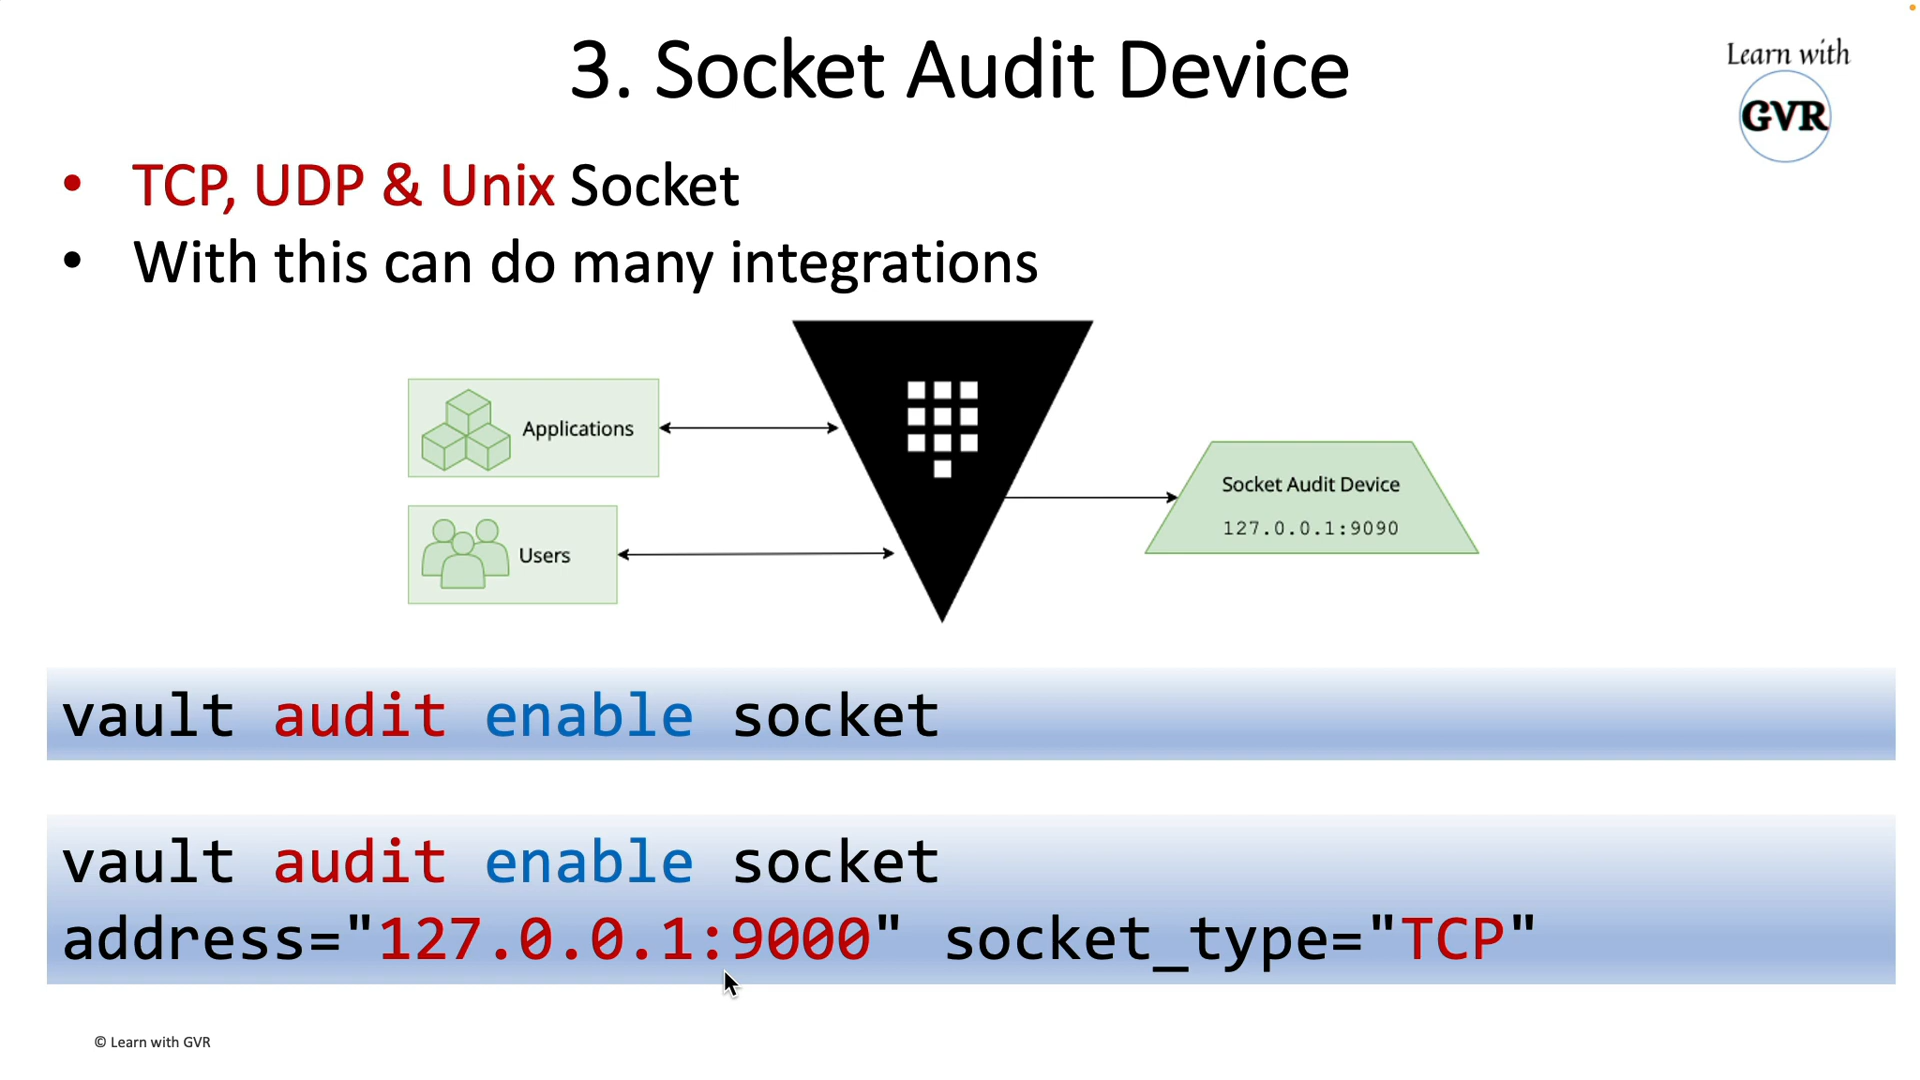 3. Socket Audit Device
Learn with
GVR
• TCP, UDP & Unix Socket
• With this can do many integrations
Applications
Users
Socket Audit Device
127.0.0.1:9090
vault audit enable socket
vault audit enable socket
address="127.0.0.1:9000" socket_type="TCP"
© Learn with GVR